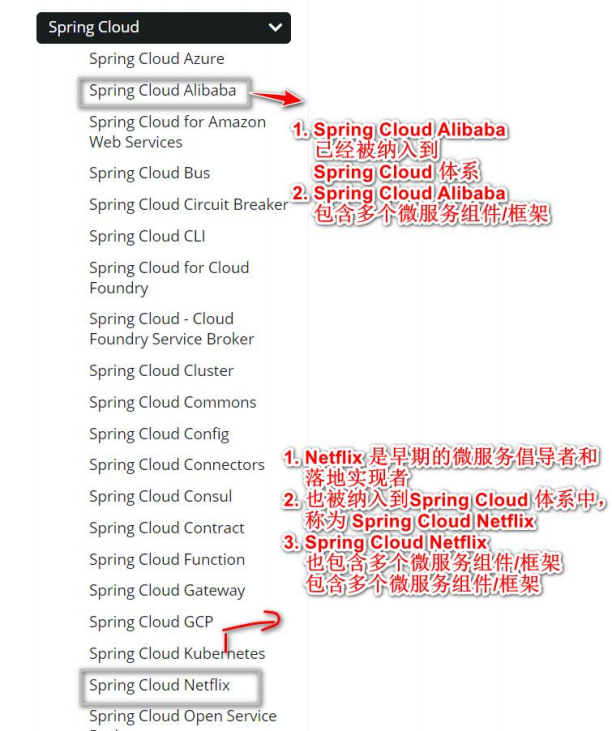 Spring Cloud
Spring Cloud Azure
Spring Cloud Alibaba
Spring Cloud for Amazon
Web Services
Spring Cloud Bus
Spring Cloud Circuit Breaker
Spring Cloud CLI
Spring Cloud for Cloud
Foundry
Spring Cloud - Cloud
Foundry Service Broker
Spring Cloud Cluster
Spring Cloud Commons
Spring Cloud Config
Spring Cloud Connectors
Spring Cloud Consul
Spring Cloud Contract
Spring Cloud Function
Spring Cloud Gateway
Spring Cloud GCP
Spring Cloud Kubernetes
Spring Cloud Netflix
Spring Cloud Open Service
1. Spring Cloud Alibaba
已经被纳入到
Spring Cloud 体系
2. Spring Cloud Alibaba
包含多个微服务组件/框架
1. Netflix 是早期的微服务倡导者和
落地实现者
2. 也被纳入到Spring Cloud 体系中,
称为 Spring Cloud Netflix
3. Spring Cloud Netflix
也包含多个微服务组件/框架
包含多个微服务组件/框架